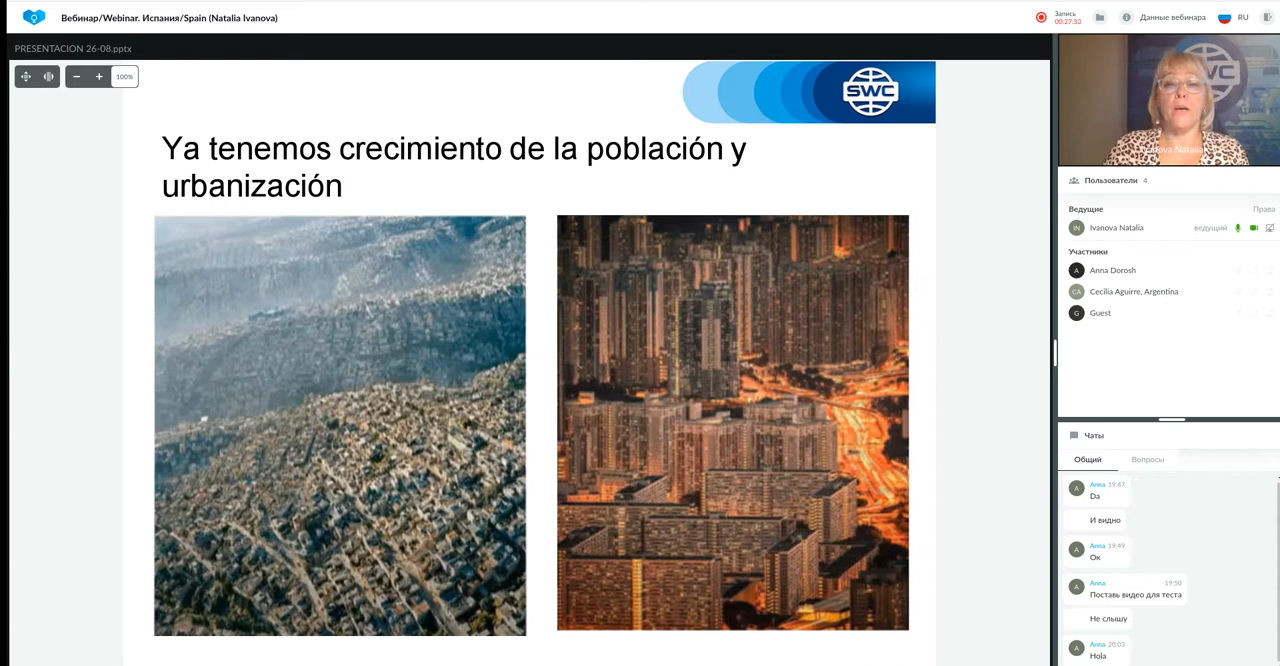 Вебинар/Webinar. Испания/Spain (Natalia Ivanova)
Запись
00:27:32
Данные вебинара
RU
PRESENTACION 26-08.pptx
100%
SWC
Ya tenemos crecimiento de la población y
urbanización
Пользователи 4
Ведущие Права
IN Ivanova Natalia ведущий
Участники
A Anna Dorosh
CA Cecilia Aguirre, Argentina
G Guest
Чаты
Общий Вопросы
A Anna 19:47
Da
И видно
A Anna 19:49
Ок
A Anna 19:50
Поставь видео для теста
Не слышу
A Anna 20:03
Hola